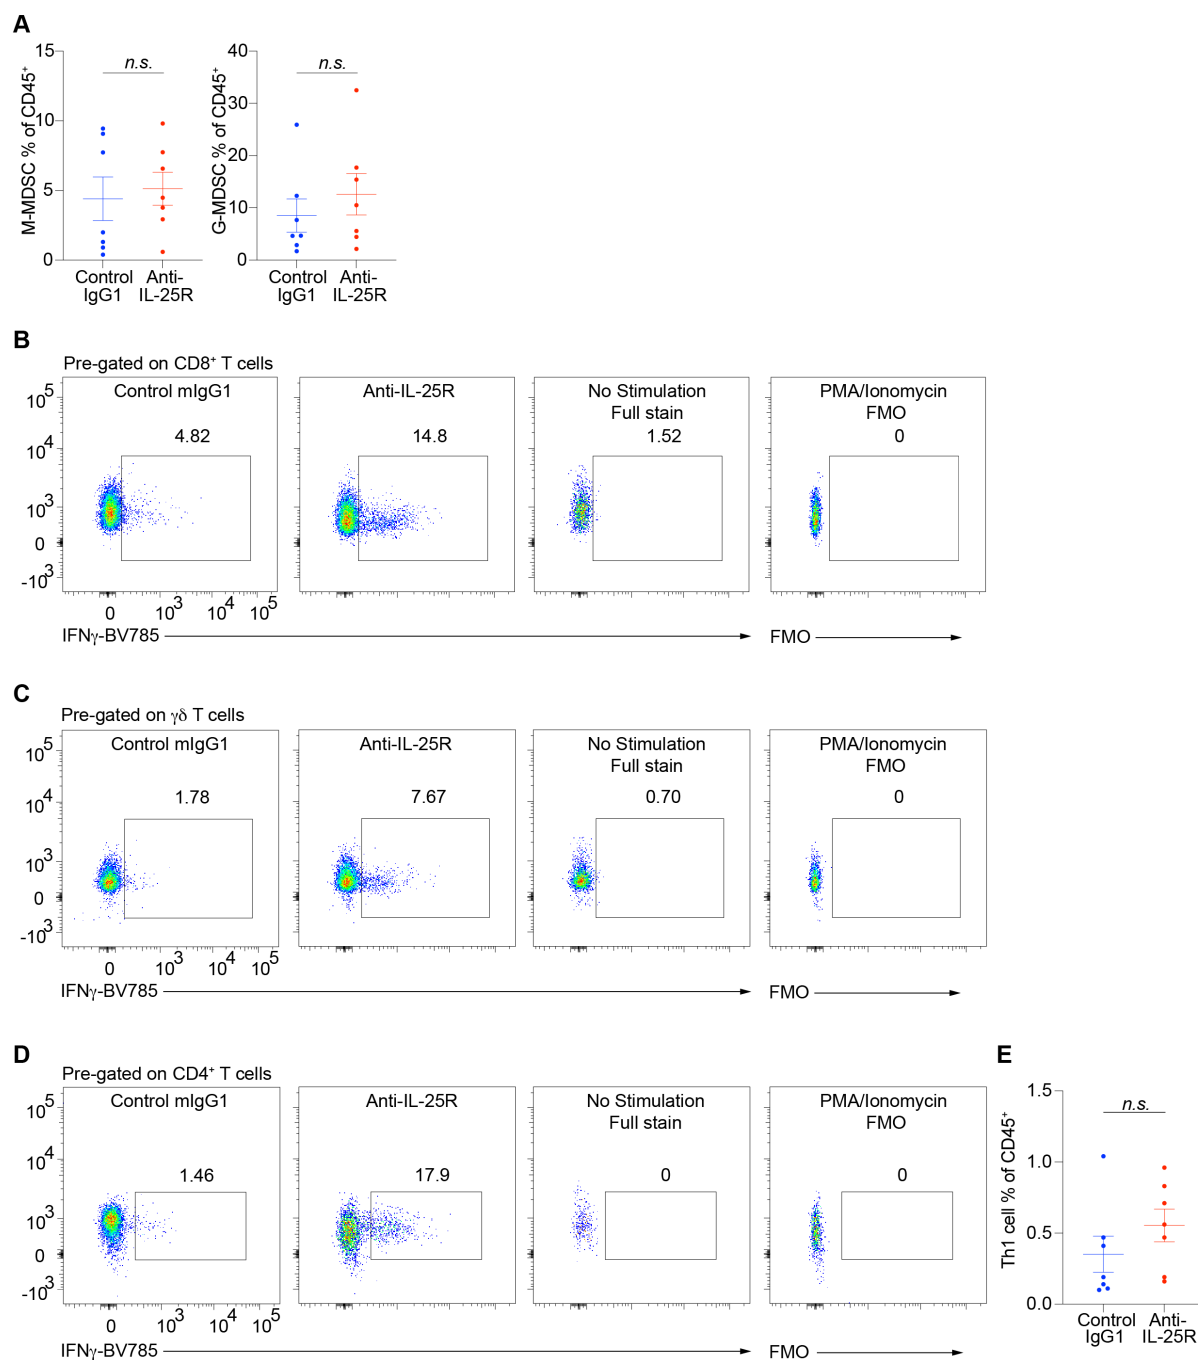 A
M-MDSC % of CD45⁺
15
10
5
0
n.s.
Control
IgG1
Anti-
IL-25R
G-MDSC % of CD45⁺
40
30
20
10
0
n.s.
Control
IgG1
Anti-
IL-25R
B
Pre-gated on CD8⁺ T cells
Control mIgG1
4.82
Anti-IL-25R
14.8
No Stimulation
Full stain
1.52
PMA/Ionomycin
FMO
0
10⁵
10⁴
10³
0
-10³
0 10³ 10⁴ 10⁵
IFNγ-BV785
FMO
C
Pre-gated on γδ T cells
Control mIgG1
1.78
Anti-IL-25R
7.67
No Stimulation
Full stain
0.70
PMA/Ionomycin
FMO
0
10⁵
10⁴
10³
0
-10³
0 10³ 10⁴ 10⁵
IFNγ-BV785
FMO
D
Pre-gated on CD4⁺ T cells
Control mIgG1
1.46
Anti-IL-25R
17.9
No Stimulation
Full stain
0
PMA/Ionomycin
FMO
0
10⁵
10⁴
10³
0
-10³
0 10³ 10⁴ 10⁵
IFNγ-BV785
FMO
E
Th1 cell % of CD45⁺
1.5
1.0
0.5
0.0
n.s.
Control
IgG1
Anti-
IL-25R